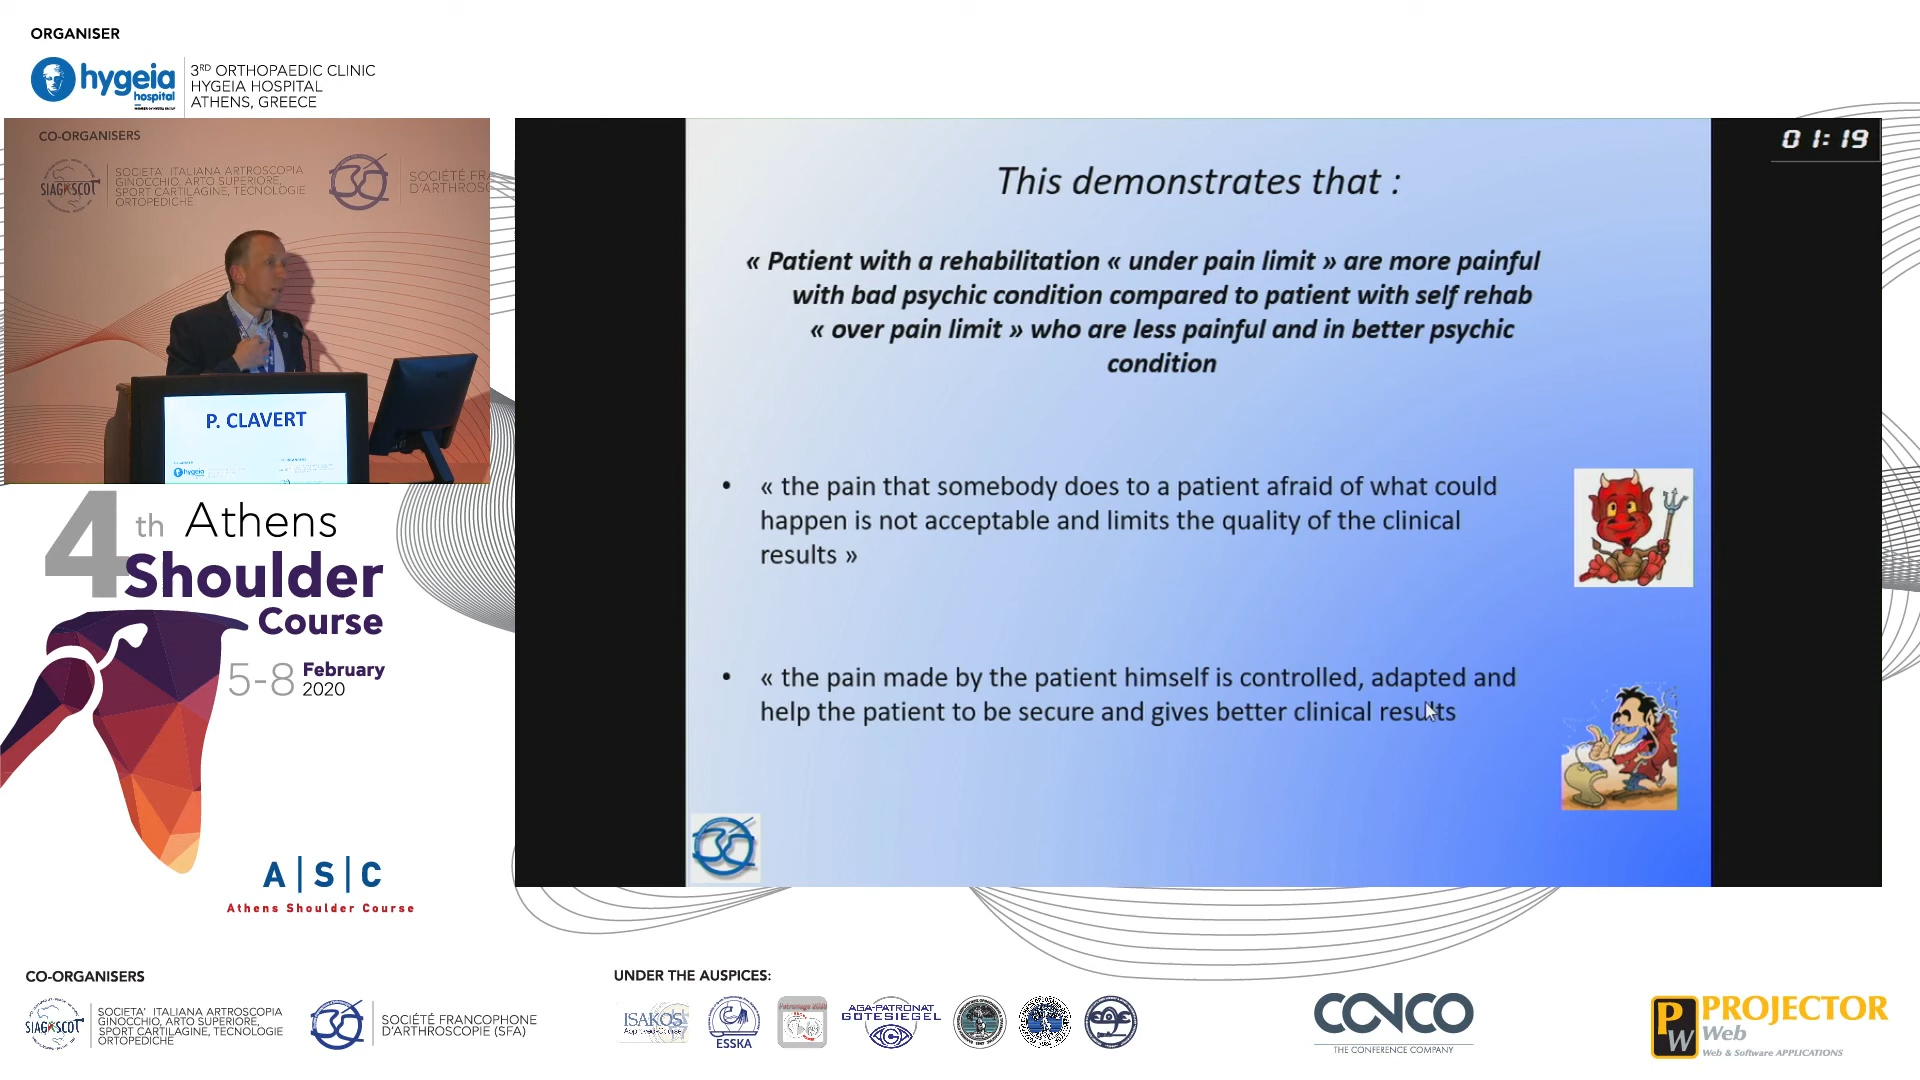 ORGANISER
hygeia
hospital
3RD ORTHOPAEDIC CLINIC
HYGEIA HOSPITAL
ATHENS, GREECE
CO-ORGANISERS
SIAGASCOT
SOCIETA' ITALIANA ARTROSCOPIA
GINOCCHIO, ARTO SUPERIORE,
SPORT CARTILAGINE, TECNOLOGIE
ORTOPEDICHE
SOCIÉTÉ FRA
D'ARTHROSC
P. CLAVERT
hygeia
01:19
This demonstrates that :
« Patient with a rehabilitation « under pain limit » are more painful
with bad psychic condition compared to patient with self rehab
« over pain limit » who are less painful and in better psychic
condition
• « the pain that somebody does to a patient afraid of what could
happen is not acceptable and limits the quality of the clinical
results »
• « the pain made by the patient himself is controlled, adapted and
help the patient to be secure and gives better clinical results
4th Athens
Shoulder
Course
5-8 February
2020
A|S|C
Athens Shoulder Course
CO-ORGANISERS
SIAGASCOT
SOCIETA' ITALIANA ARTROSCOPIA
GINOCCHIO, ARTO SUPERIORE,
SPORT CARTILAGINE, TECNOLOGIE
ORTOPEDICHE
SOCIÉTÉ FRANCOPHONE
D'ARTHROSCOPIE (SFA)
UNDER THE AUSPICES:
ISAKOS
ESSKA
Patronage 2020
AGA-PATRONAT
GÜTESIEGEL
CONCO
THE CONFERENCE COMPANY
PW
PROJECTOR
Web
Web & Software APPLICATIONS